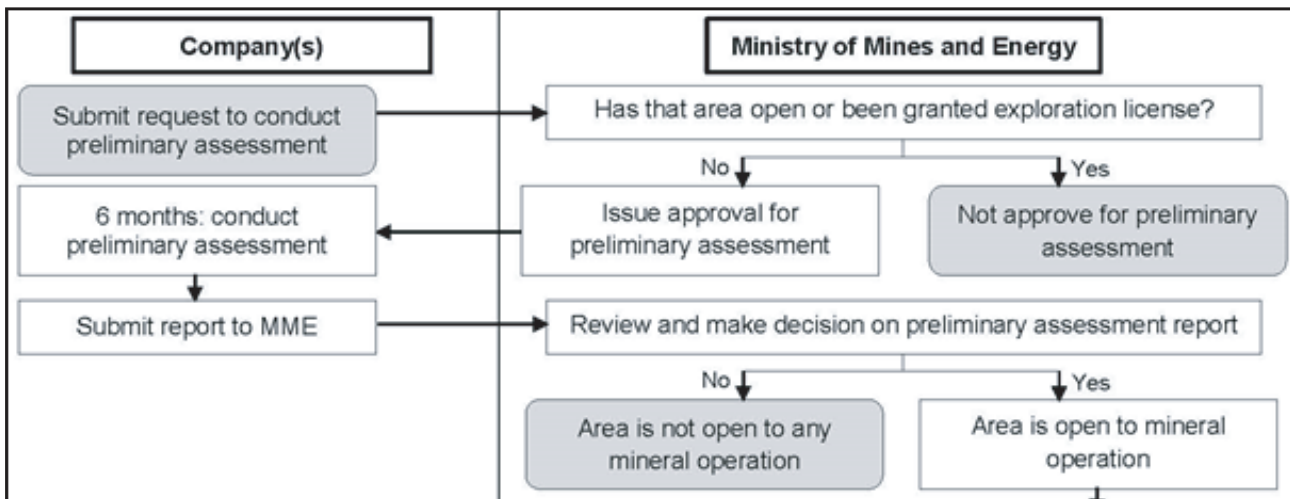 Company(s)
Ministry of Mines and Energy
Submit request to conduct
preliminary assessment
Has that area open or been granted exploration license?
No
Yes
6 months: conduct
preliminary assessment
Issue approval for
preliminary assessment
Not approve for preliminary
assessment
Submit report to MME
Review and make decision on preliminary assessment report
No
Yes
Area is not open to any
mineral operation
Area is open to mineral
operation